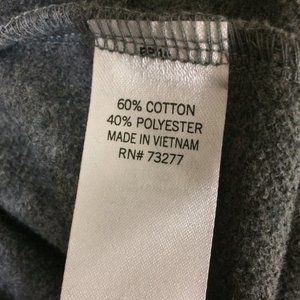 60% COTTON
40% POLYESTER
MADE IN VIETNAM
RN# 73277